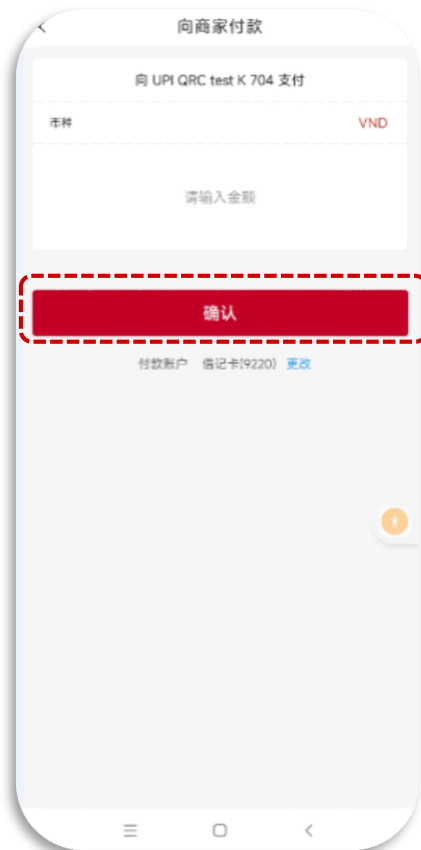 向商家付款
向 UPI QRC test K 704 支付
币种 VND
请输入金额
确认
付款账户 借记卡(9220) 更改